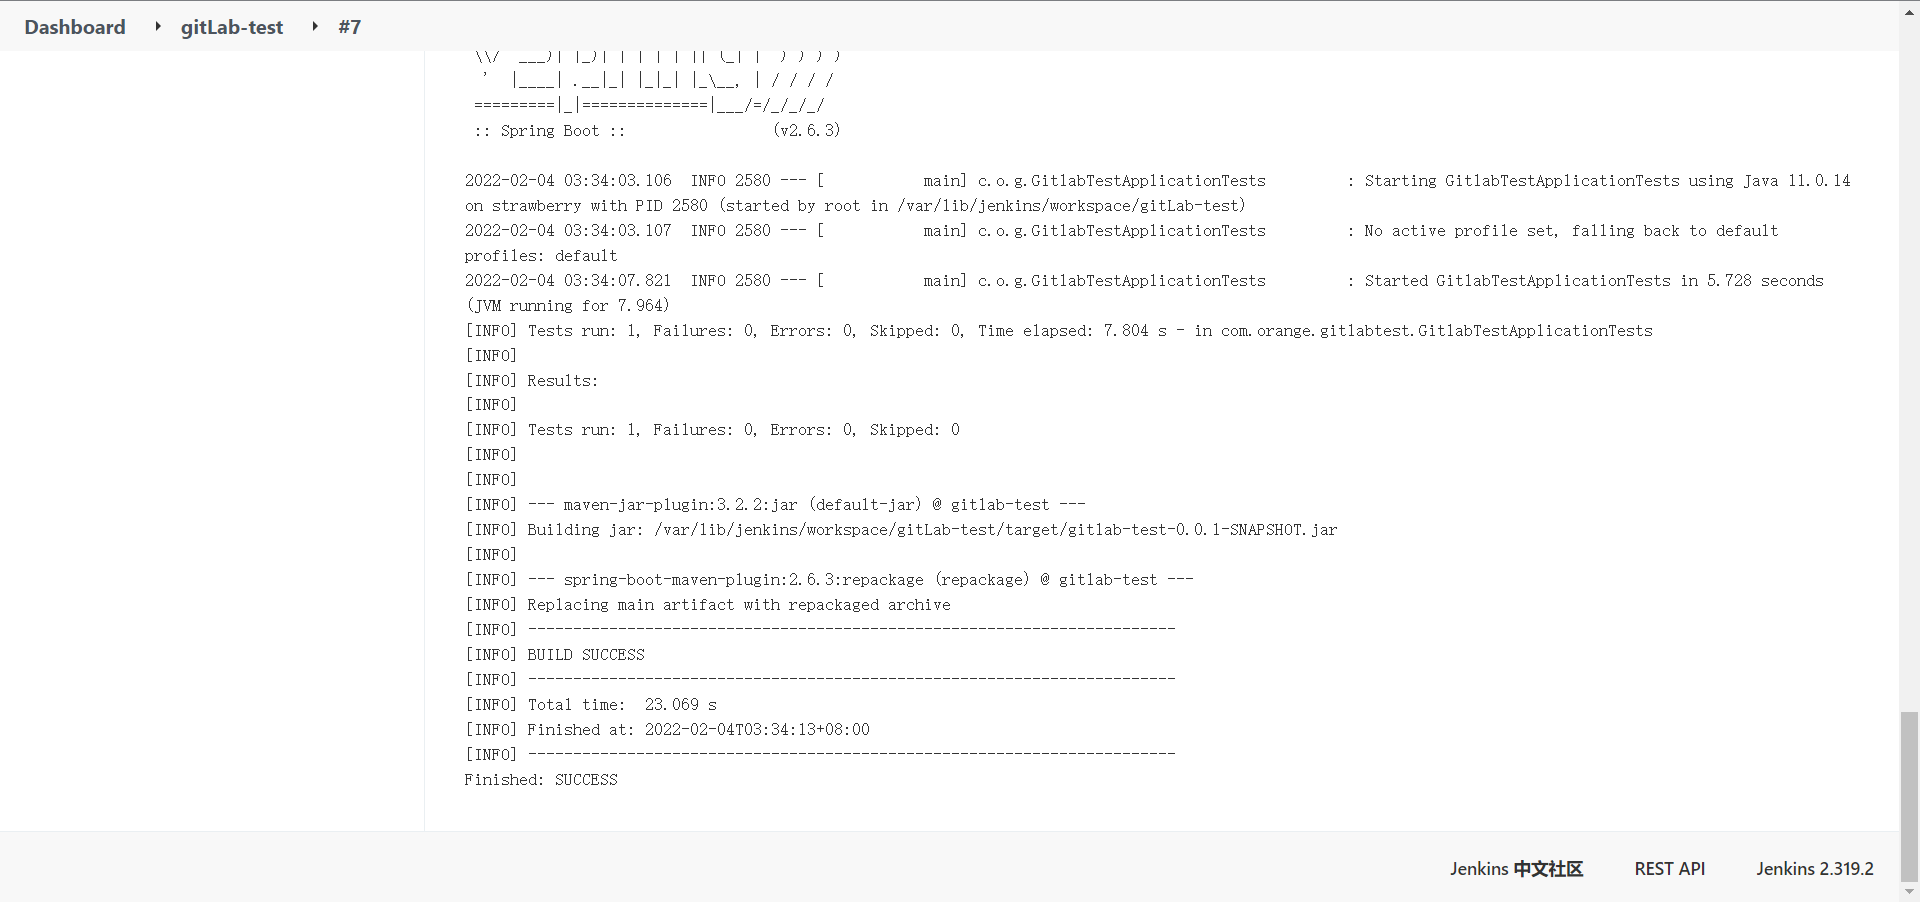 Dashboard ▸ gitLab-test ▸ #7
\\/  ___)| |_)| | | | | || (_| |  ) ) ) )
'  |____| .__|_| |_|_| |_\__, | / / / /
=========|_|==============|___/=/_/_/_/
:: Spring Boot ::                (v2.6.3)
2022-02-04 03:34:03.106  INFO 2580 --- [           main] c.o.g.GitlabTestApplicationTests         : Starting GitlabTestApplicationTests using Java 11.0.14
on strawberry with PID 2580 (started by root in /var/lib/jenkins/workspace/gitLab-test)
2022-02-04 03:34:03.107  INFO 2580 --- [           main] c.o.g.GitlabTestApplicationTests         : No active profile set, falling back to default
profiles: default
2022-02-04 03:34:07.821  INFO 2580 --- [           main] c.o.g.GitlabTestApplicationTests         : Started GitlabTestApplicationTests in 5.728 seconds
(JVM running for 7.964)
[INFO] Tests run: 1, Failures: 0, Errors: 0, Skipped: 0, Time elapsed: 7.804 s - in com.orange.gitlabtest.GitlabTestApplicationTests
[INFO]
[INFO] Results:
[INFO]
[INFO] Tests run: 1, Failures: 0, Errors: 0, Skipped: 0
[INFO]
[INFO]
[INFO] --- maven-jar-plugin:3.2.2:jar (default-jar) @ gitlab-test ---
[INFO] Building jar: /var/lib/jenkins/workspace/gitLab-test/target/gitlab-test-0.0.1-SNAPSHOT.jar
[INFO]
[INFO] --- spring-boot-maven-plugin:2.6.3:repackage (repackage) @ gitlab-test ---
[INFO] Replacing main artifact with repackaged archive
[INFO] ------------------------------------------------------------------------
[INFO] BUILD SUCCESS
[INFO] ------------------------------------------------------------------------
[INFO] Total time:  23.069 s
[INFO] Finished at: 2022-02-04T03:34:13+08:00
[INFO] ------------------------------------------------------------------------
Finished: SUCCESS
Jenkins 中文社区 REST API Jenkins 2.319.2